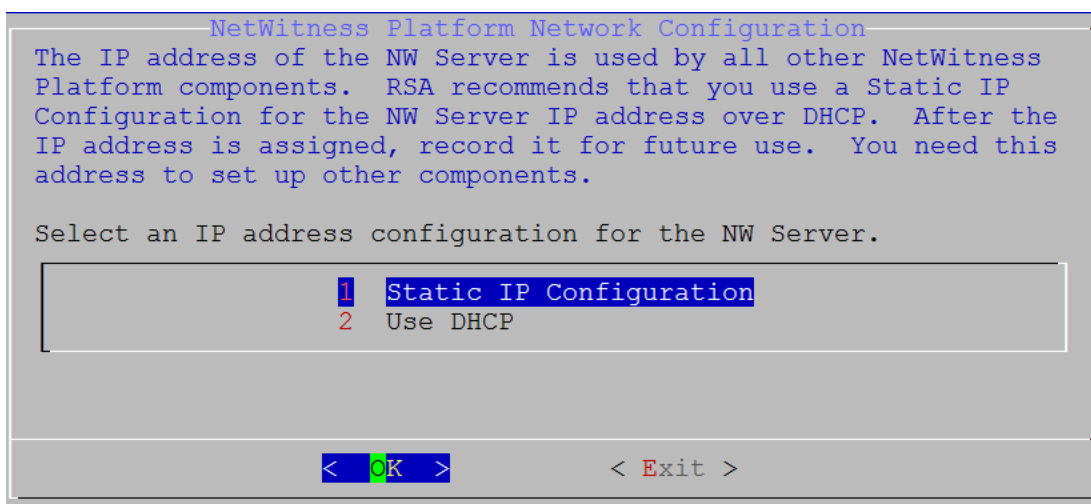 NetWitness Platform Network Configuration
The IP address of the NW Server is used by all other NetWitness
Platform components.  RSA recommends that you use a Static IP
Configuration for the NW Server IP address over DHCP.  After the
IP address is assigned, record it for future use.  You need this
address to set up other components.
Select an IP address configuration for the NW Server.
1  Static IP Configuration
2  Use DHCP
<  OK  >          < Exit >